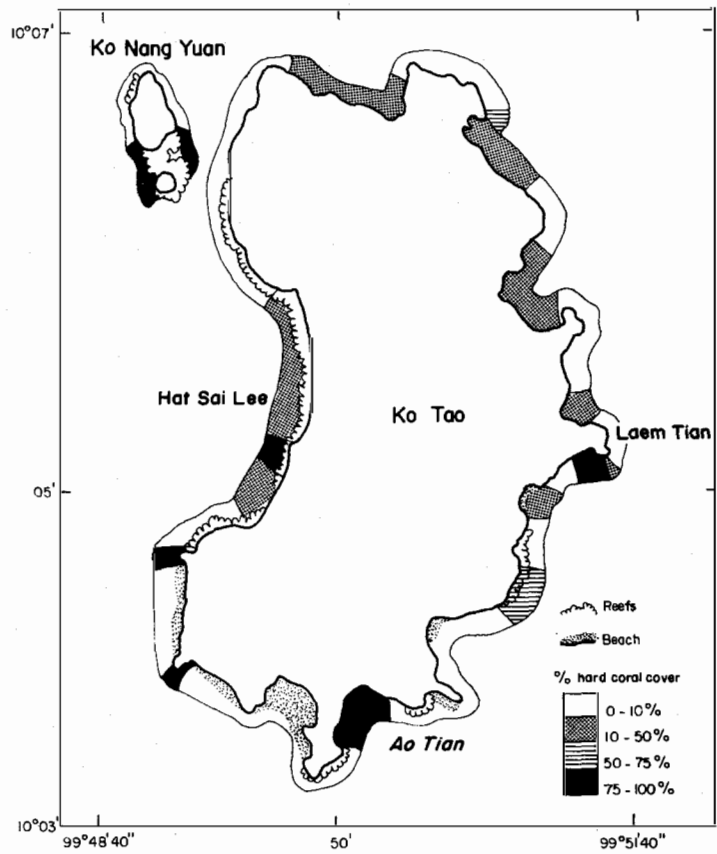 10°07'
Ko Nang Yuan
Hat Sai Lee
Ko Tao
Laem Tian
05'
Reefs
Beach
% hard coral cover
0-10%
10-50%
50-75%
75-100%
Ao Tian
10°03'
99°48'40"
50'
99°51'40"